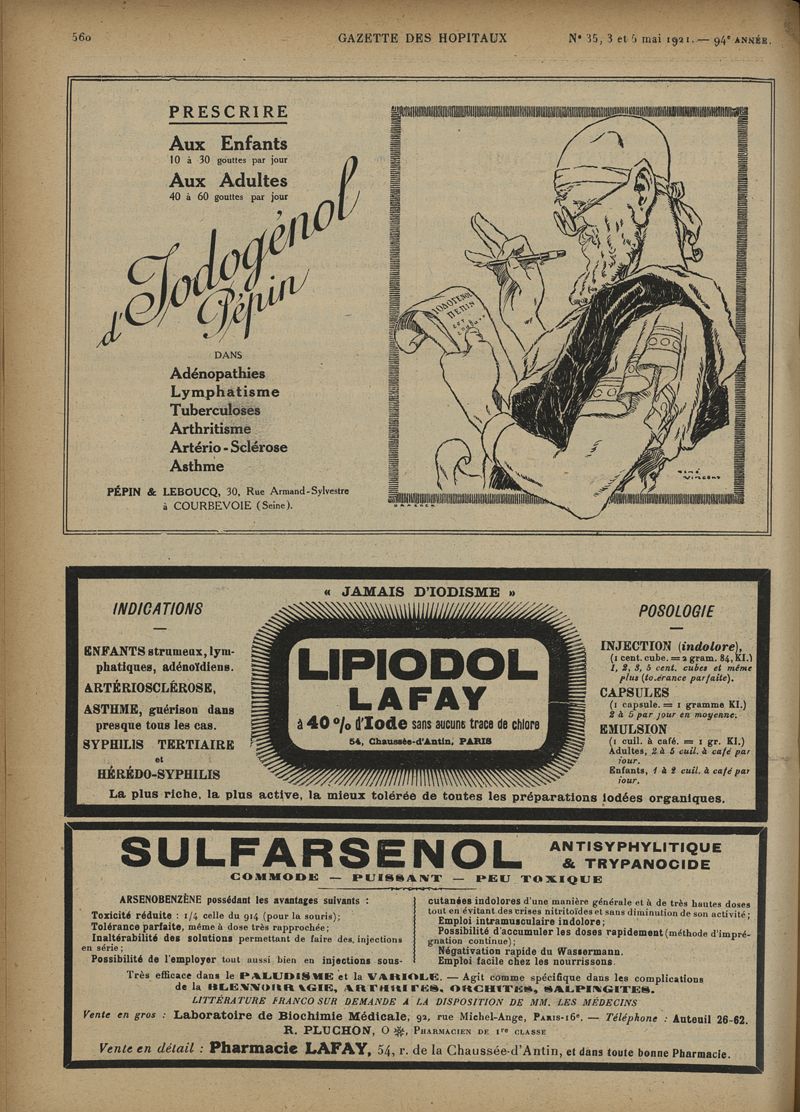 560
GAZETTE DES HOPITAUX
N° 35, 3 et 5 mai 1921. — 94e ANNÉE.
PRESCRIRE
Aux Enfants
10 à 30 gouttes par jour
Aux Adultes
40 à 60 gouttes par jour
d'Iodogénol
Pépin
DANS
Adénopathies
Lymphatisme
Tuberculoses
Arthritisme
Artério-Sclérose
Asthme
PÉPIN & LEBOUCQ, 30, Rue Armand-Sylvestre
à COURBEVOIE (Seine).
IODOGENOL
PEPIN
RENÉ
VINCENT
« JAMAIS D'IODISME »
INDICATIONS
ENFANTS strumeux, lym-
phatiques, adénoïdiens.
ARTÉRIOSCLÉROSE,
ASTHME, guérison dans
presque tous les cas.
SYPHILIS TERTIAIRE
et
HÉRÉDO-SYPHILIS
LIPIODOL
LAFAY
à 40 % d'Iode sans aucune trace de chlore
54, Chaussée-d'Antin, PARIS
POSOLOGIE
INJECTION (indolore),
(1 cent. cube. = 2 gram. 84, KI.)
1, 2, 3, 5 cent. cubes et même
plus (tolérance parfaite).
CAPSULES
(1 capsule. = 1 gramme KI.)
2 à 5 par jour en moyenne.
EMULSION
(1 cuil. à café. = 1 gr. KI.)
Adultes, 2 à 5 cuil. à café par
jour.
Enfants, 1 à 2 cuil. à café par
jour.
La plus riche, la plus active, la mieux tolérée de toutes les préparations iodées organiques.
SULFARSENOL
ANTISYPHYLITIQUE
& TRYPANOCIDE
COMMODE — PUISSANT — PEU TOXIQUE
ARSENOBENZÈNE possédant les avantages suivants :
Toxicité réduite : 1/4 celle du 914 (pour la souris);
Tolérance parfaite, même à dose très rapprochée;
Inaltérabilité des solutions permettant de faire des injections
en série;
Possibilité de l'employer tout aussi bien en injections sous-
cutanées indolores d'une manière générale et à de très hautes doses
tout en évitant des crises nitritoïdes et sans diminution de son activité;
Emploi intramusculaire indolore;
Possibilité d'accumuler les doses rapidement (méthode d'impré-
gnation continue);
Négativation rapide du Wassermann.
Emploi facile chez les nourrissons.
Très efficace dans le PALUDISME et la VARIOLE. — Agit comme spécifique dans les complications
de la BLENNORRAGIE, ARTHRITES, ORCHITES, SALPINGITES.
LITTÉRATURE FRANCO SUR DEMANDE A LA DISPOSITION DE MM. LES MÉDECINS
Vente en gros : Laboratoire de Biochimie Médicale, 92, rue Michel-Ange, PARIS-16e. — Téléphone : Auteuil 26-62.
R. PLUCHON, O ✻, PHARMACIEN DE 1re CLASSE
Vente en détail : Pharmacie LAFAY, 54, r. de la Chaussée-d'Antin, et dans toute bonne Pharmacie.